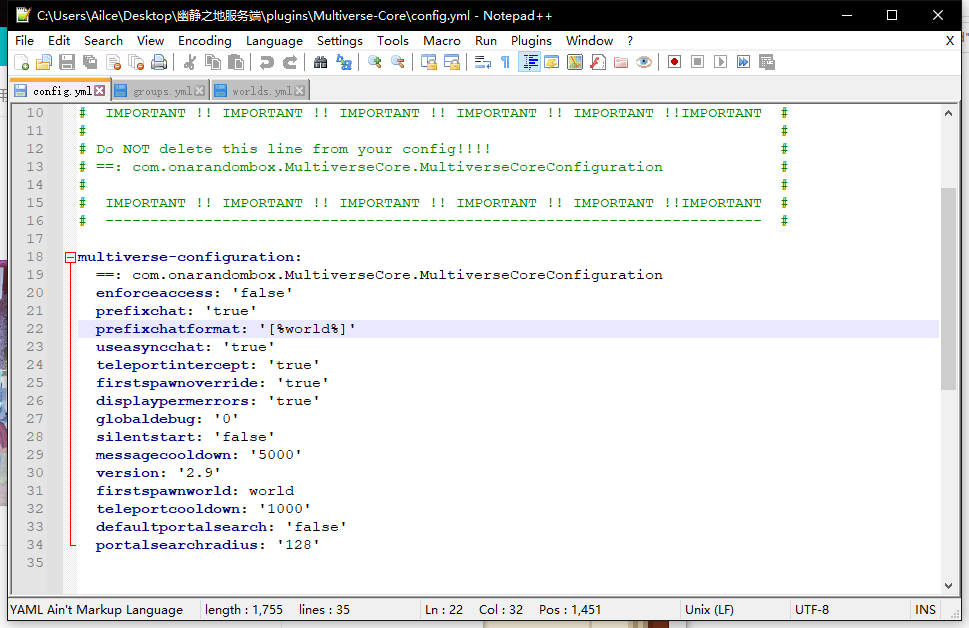 C:\Users\Ailce\Desktop\幽静之地服务端\plugins\Multiverse-Core\config.yml - Notepad++
File Edit Search View Encoding Language Settings Tools Macro Run Plugins Window ? X
config.yml groups.yml worlds.yml
10 # IMPORTANT !! IMPORTANT !! IMPORTANT !! IMPORTANT !! IMPORTANT !!IMPORTANT #
11 # #
12 # Do NOT delete this line from your config!!!! #
13 # ==: com.onarandombox.MultiverseCore.MultiverseCoreConfiguration #
14 # #
15 # IMPORTANT !! IMPORTANT !! IMPORTANT !! IMPORTANT !! IMPORTANT !!IMPORTANT #
16 # ------------------------------------------------------------------------- #
17
18 multiverse-configuration:
19 ==: com.onarandombox.MultiverseCore.MultiverseCoreConfiguration
20 enforceaccess: 'false'
21 prefixchat: 'true'
22 prefixchatformat: '[%world%]'
23 useasyncchat: 'true'
24 teleportintercept: 'true'
25 firstspawnoverride: 'true'
26 displaypermerrors: 'true'
27 globaldebug: '0'
28 silentstart: 'false'
29 messagecooldown: '5000'
30 version: '2.9'
31 firstspawnworld: world
32 teleportcooldown: '1000'
33 defaultportalsearch: 'false'
34 portalsearchradius: '128'
35
YAML Ain't Markup Language length : 1,755 lines : 35 Ln : 22 Col : 32 Pos : 1,451 Unix (LF) UTF-8 INS